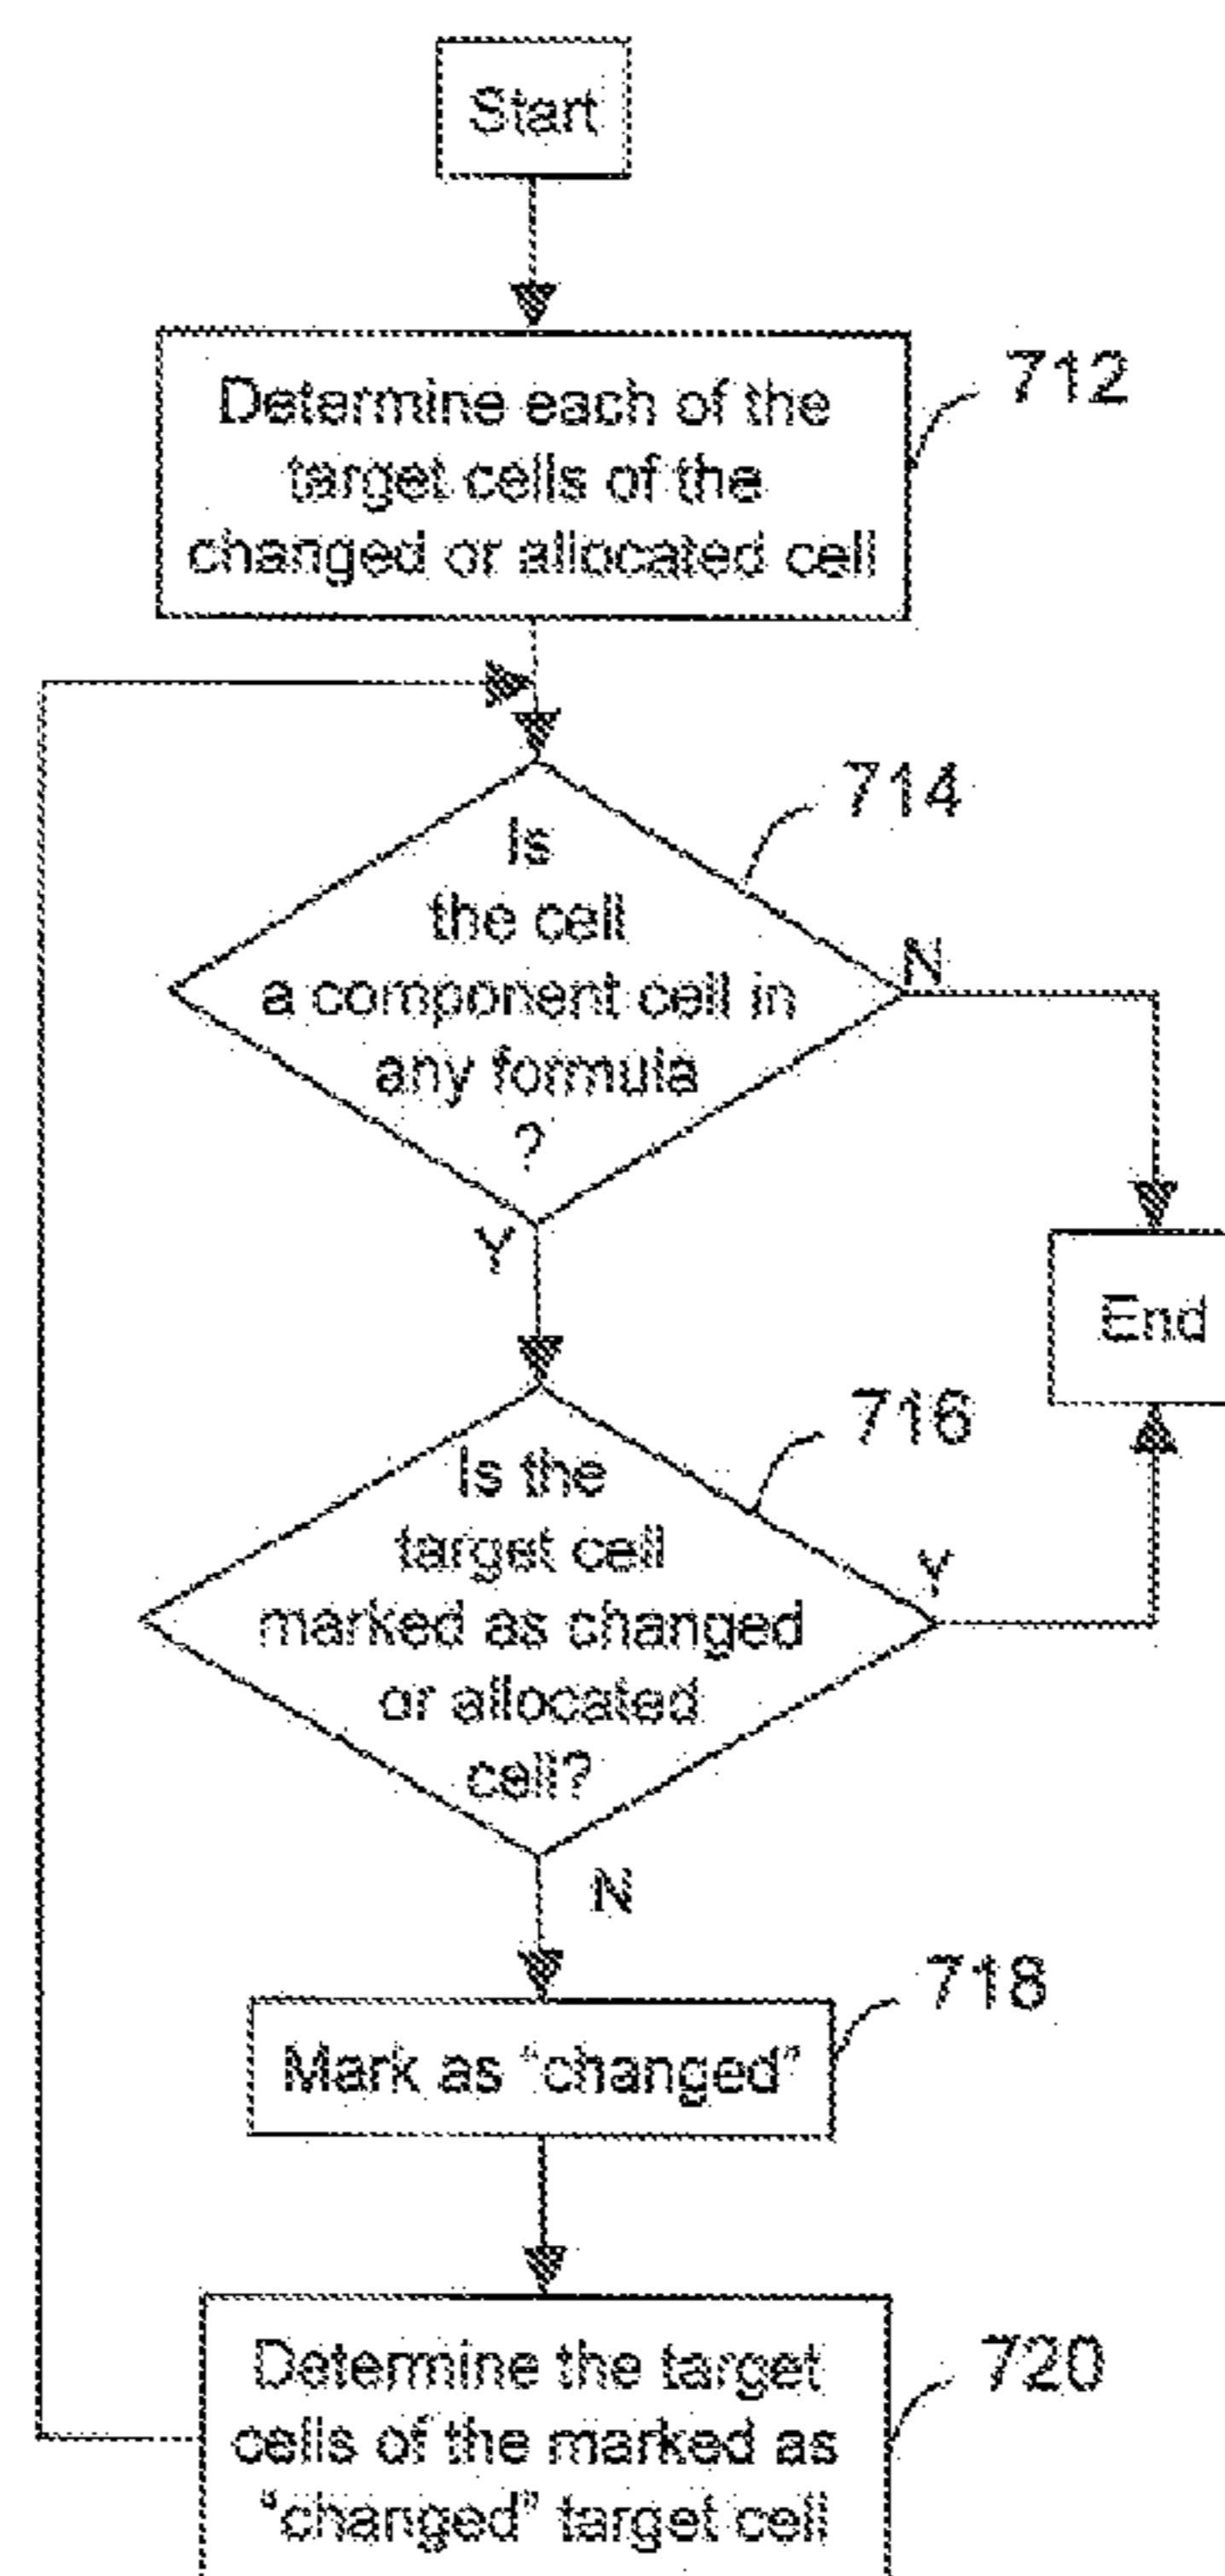 Start
Determine each of the
target cells of the
changed or allocated cell
712
714
Is
the cell
a component cell in
any formula
?
N
Y
End
716
Is the
target cell
marked as changed
or allocated
cell?
Y
N
718
Mark as "changed"
720
Determine the target
cells of the marked as
"changed" target cell